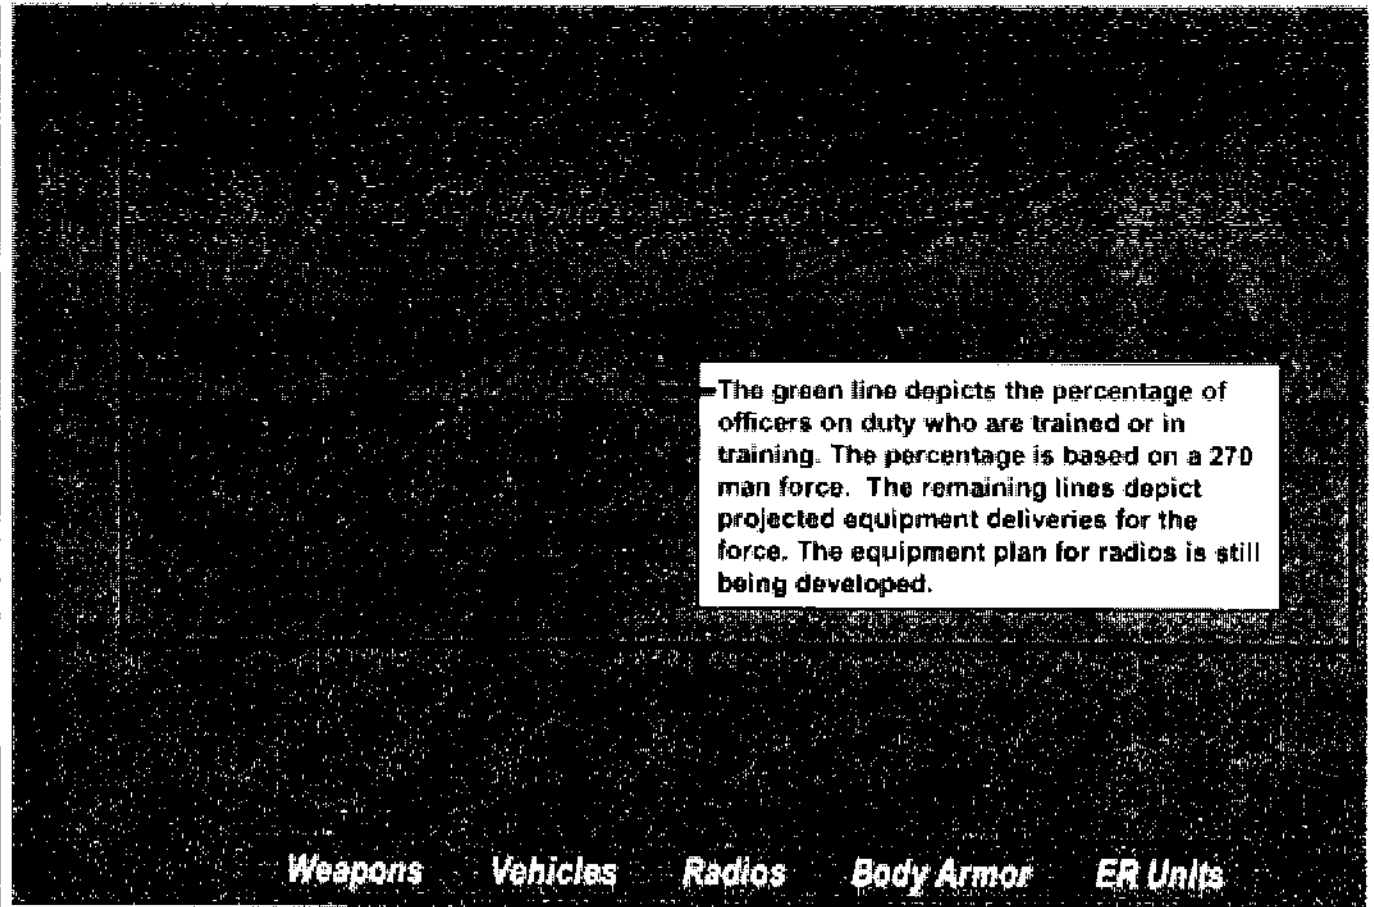 The green line depicts the percentage of
officers on duty who are trained or in
training. The percentage is based on a 270
man force. The remaining lines depict
projected equipment deliveries for the
force. The equipment plan for radios is still
being developed.
Weapons Vehicles Radios Body Armor ER Units